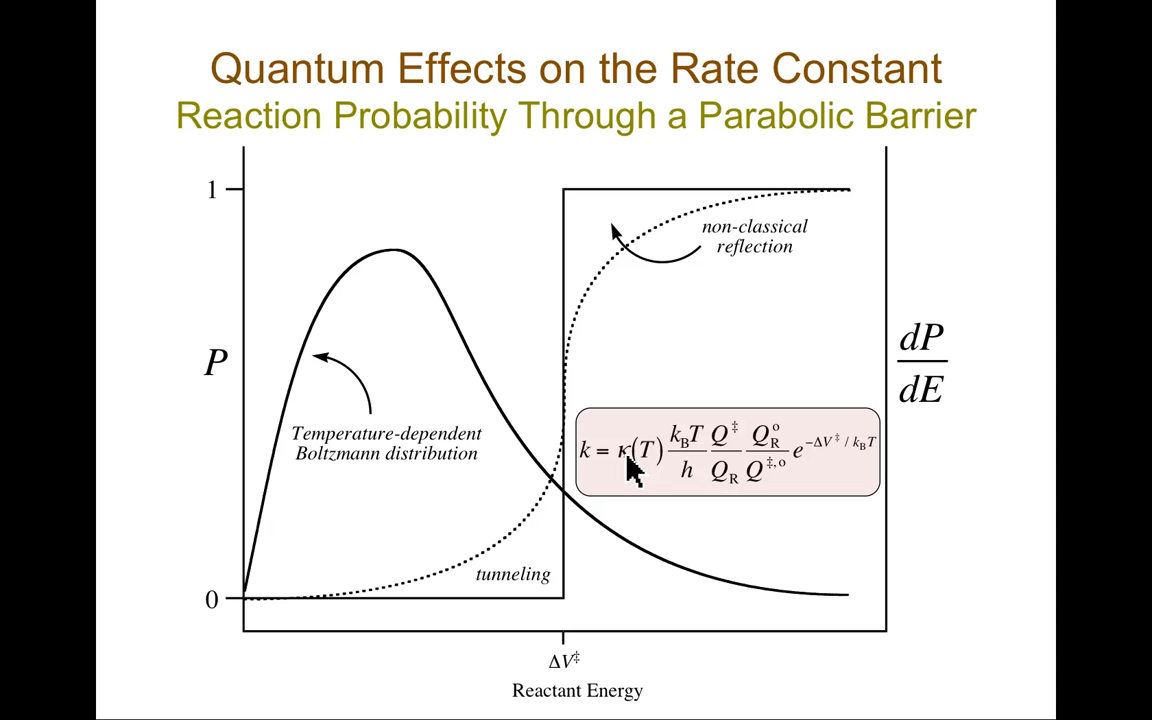 Quantum Effects on the Rate Constant
Reaction Probability Through a Parabolic Barrier
1
non-classical
reflection
P
dP
dE
Temperature-dependent
Boltzmann distribution
k = κ(T) k_BT/h Q^‡/Q_R Q_R^o/Q^‡,o e^−ΔV^‡ / k_BT
tunneling
0
ΔV‡
Reactant Energy